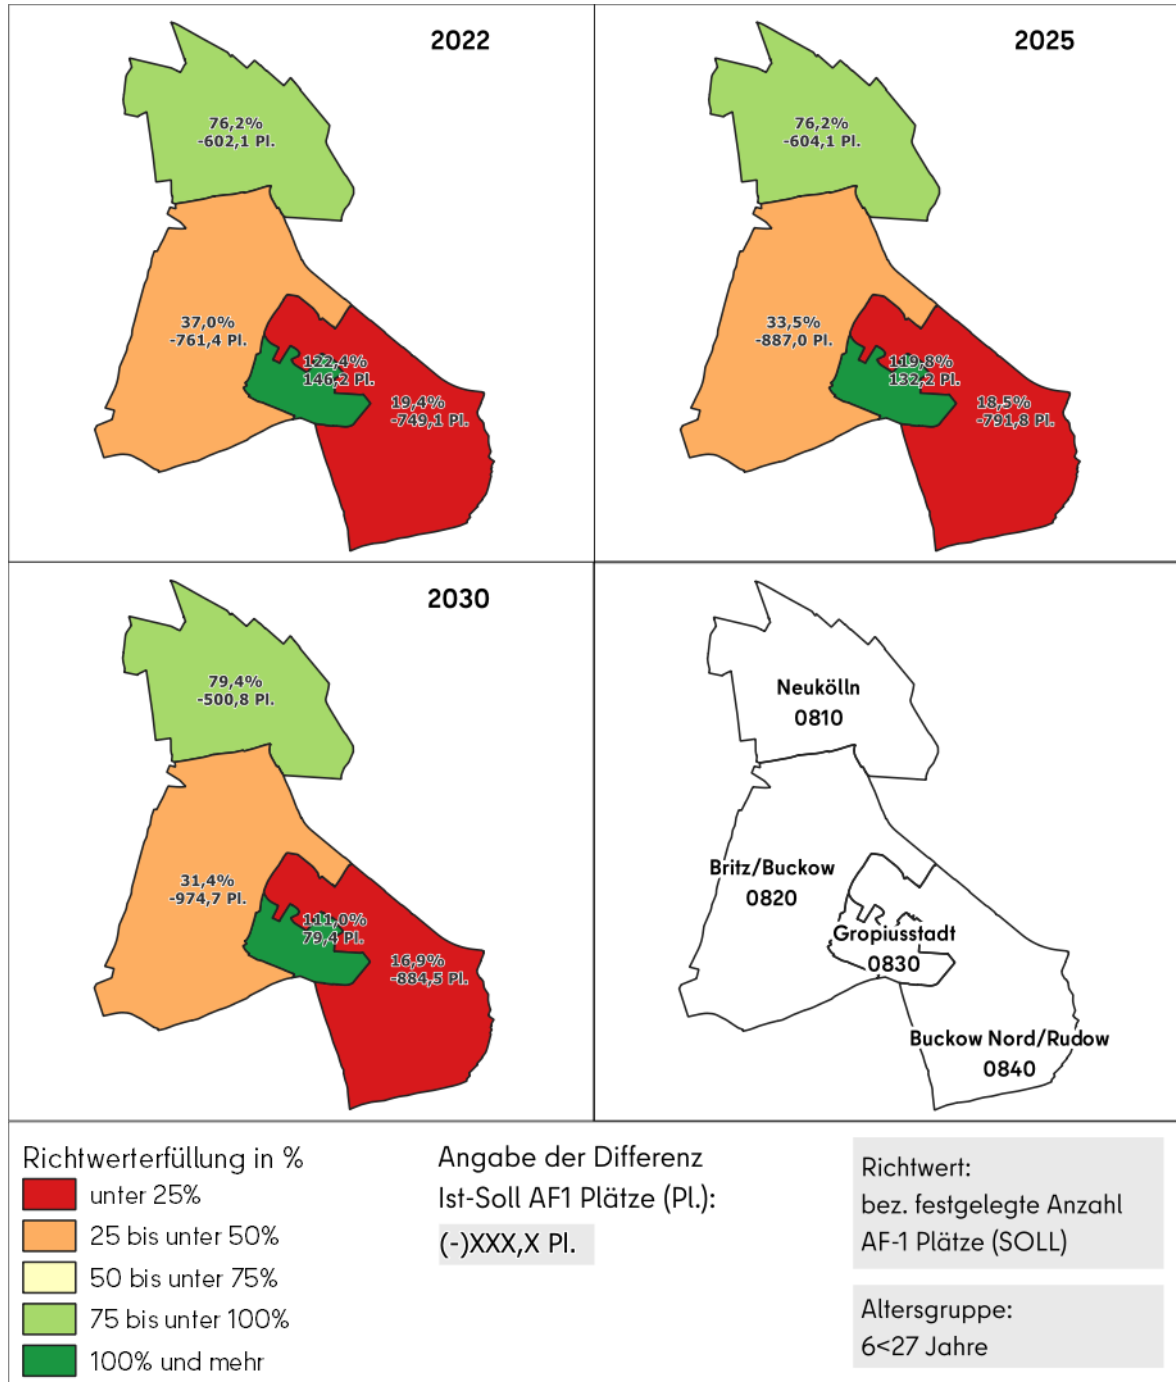 2022
76,2%
-602,1 Pl.
37,0%
-761,4 Pl.
122,4%
146,2 Pl.
19,4%
-749,1 Pl.
2025
76,2%
-604,1 Pl.
33,5%
-887,0 Pl.
119,8%
132,2 Pl.
18,5%
-791,8 Pl.
2030
79,4%
-500,8 Pl.
31,4%
-974,7 Pl.
111,0%
79,4 Pl.
16,9%
-884,5 Pl.
Neukölln
0810
Britz/Buckow
0820
Gropiusstadt
0830
Buckow Nord/Rudow
0840
Richtwerterfüllung in %
unter 25%
25 bis unter 50%
50 bis unter 75%
75 bis unter 100%
100% und mehr
Angabe der Differenz
Ist-Soll AF1 Plätze (Pl.):
(-)XXX,X Pl.
Richtwert:
bez. festgelegte Anzahl
AF-1 Plätze (SOLL)
Altersgruppe:
6<27 Jahre